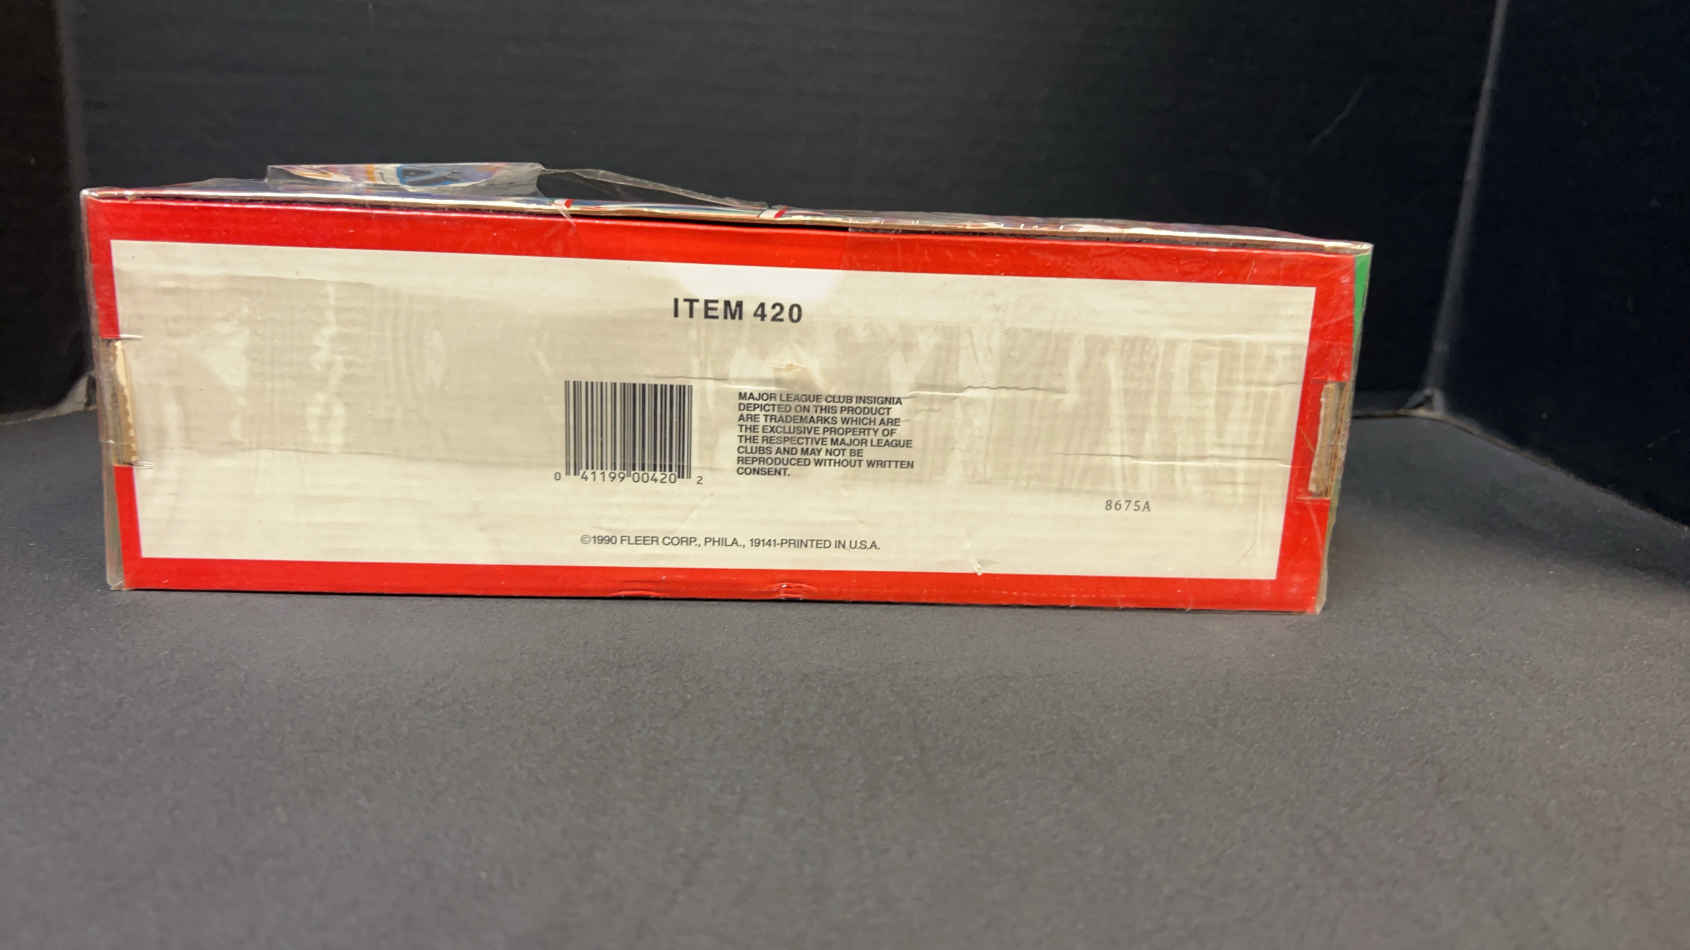 ITEM 420
MAJOR LEAGUE CLUB INSIGNIA
DEPICTED ON THIS PRODUCT
ARE TRADEMARKS WHICH ARE
THE EXCLUSIVE PROPERTY OF
THE RESPECTIVE MAJOR LEAGUE
CLUBS AND MAY NOT BE
REPRODUCED WITHOUT WRITTEN
CONSENT.
0 41199 00420 2
8675A
©1990 FLEER CORP., PHILA., 19141-PRINTED IN U.S.A.